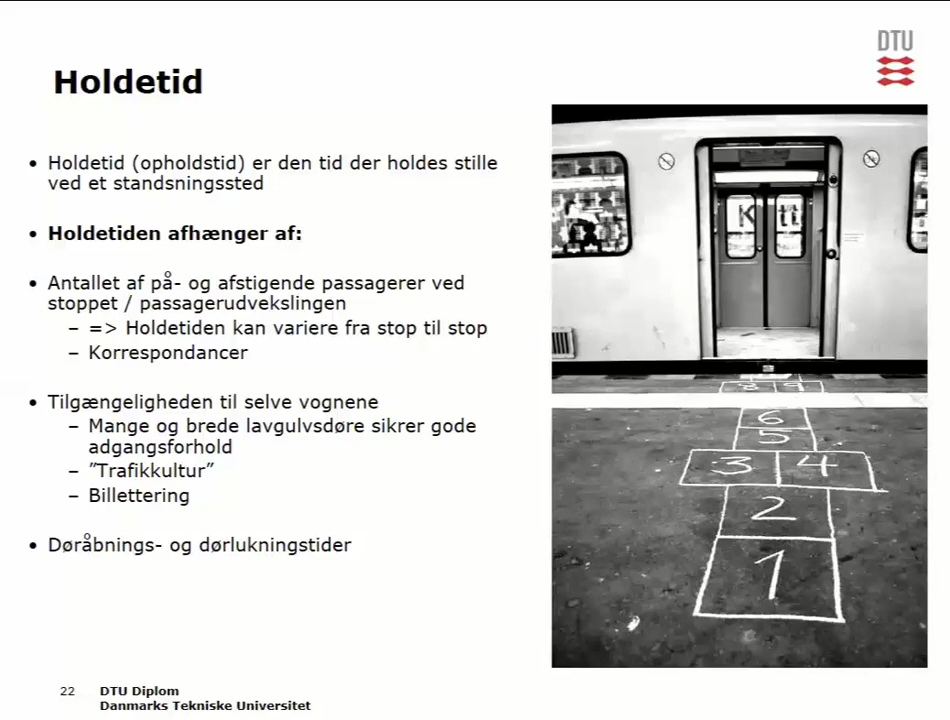 DTU
Holdetid
• Holdetid (opholdstid) er den tid der holdes stille
ved et standsningssted
• Holdetiden afhænger af:
• Antallet af på- og afstigende passagerer ved
stoppet / passagerudvekslingen
– => Holdetiden kan variere fra stop til stop
– Korrespondancer
• Tilgængeligheden til selve vognene
– Mange og brede lavgulvsdøre sikrer gode
adgangsforhold
– ”Trafikkultur”
– Billettering
• Døråbnings- og dørlukningstider
K
8 9
6
5
3 4
2
1
22 DTU Diplom
Danmarks Tekniske Universitet